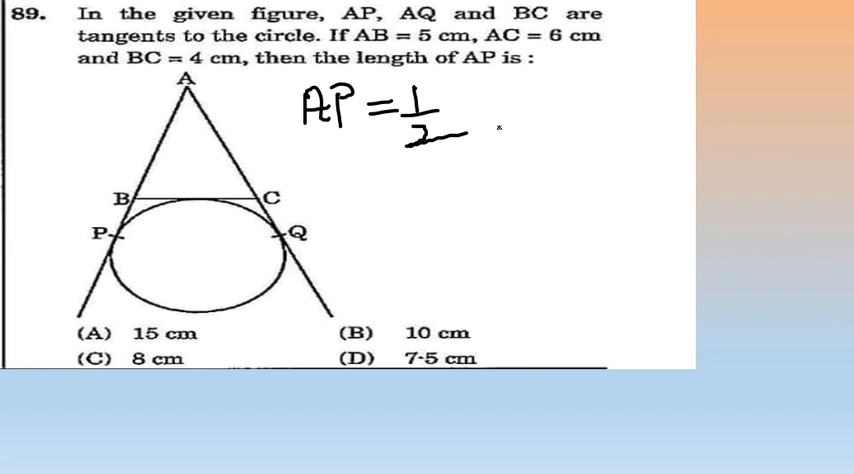 89. In the given figure, AP, AQ and BC are
tangents to the circle. If AB = 5 cm, AC = 6 cm
and BC = 4 cm, then the length of AP is :
A
AP = 1/2
B
C
P
Q
(A) 15 cm (B) 10 cm
(C) 8 cm (D) 7·5 cm